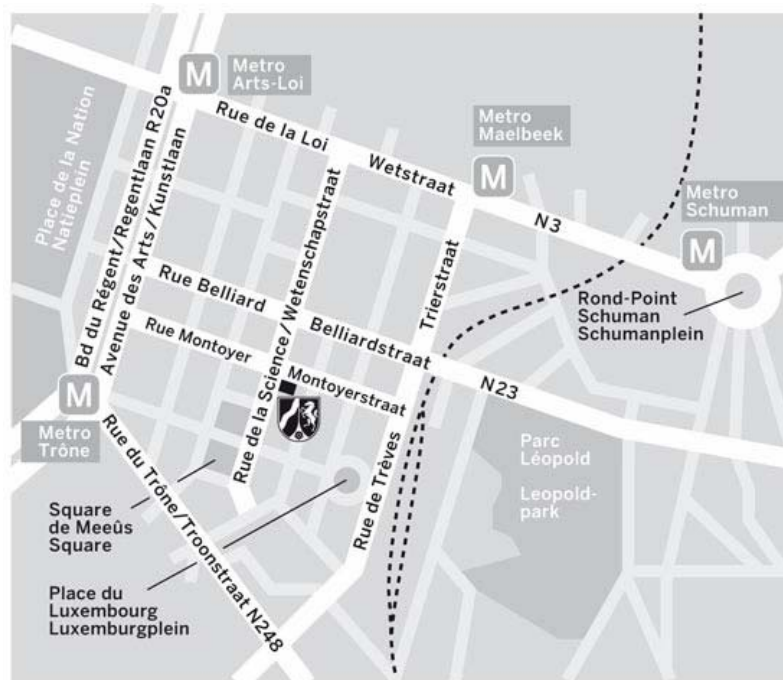 Metro
Arts-Loi
Metro
Maelbeek
Metro
Schuman
Metro
Trône
M
M
M
M
Place de la Nation
Natieplein
Bd du Régent/Regentlaan R20a
Avenue des Arts/Kunstlaan
Rue de la Loi
Wetstraat
N3
Rue de la Science/Wetenschapstraat
Trierstraat
Rue de Trêves
Rue Belliard
Belliardstraat
N23
Rue Montoyer
Montoyerstraat
Rue du Trône/Troonstraat N248
Rond-Point
Schuman
Schumanplein
Parc
Léopold
Leopold-
park
Square
de Meeûs
Square
Place du
Luxembourg
Luxemburgplein